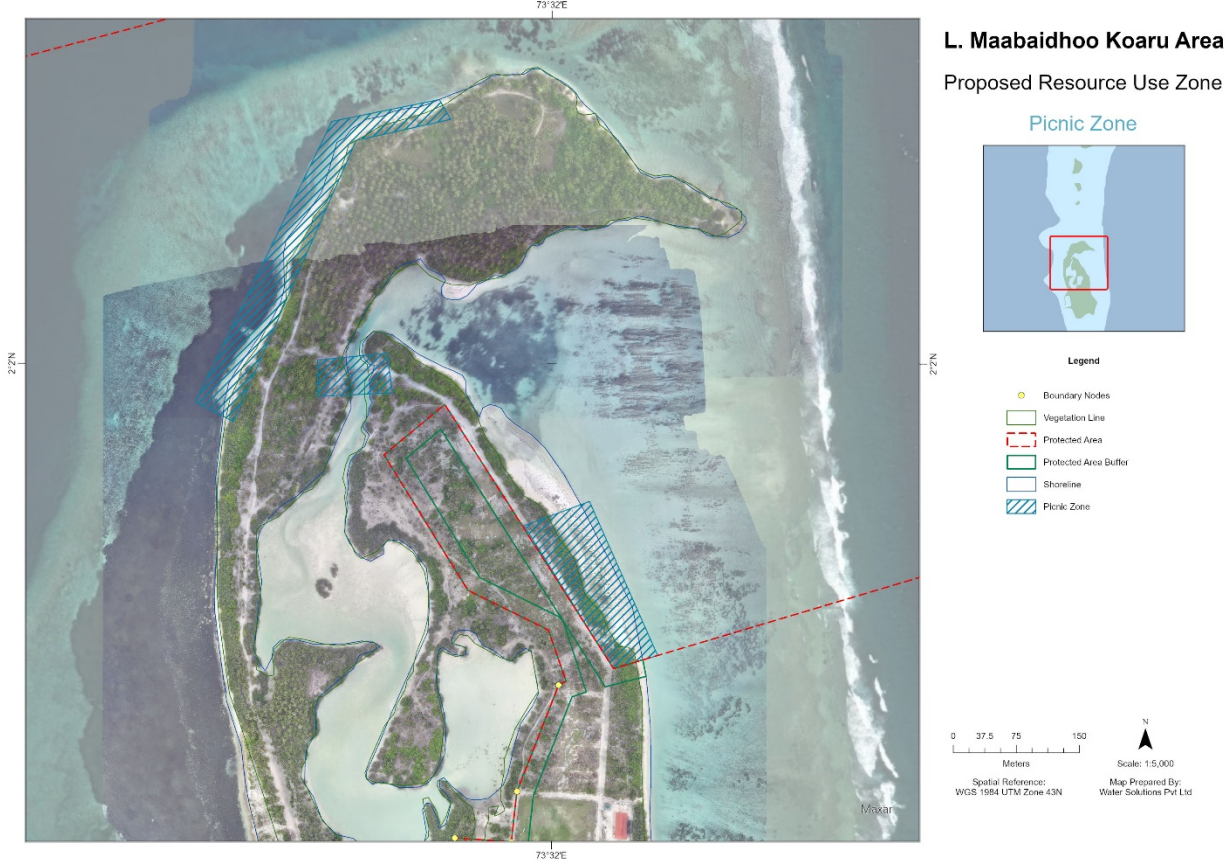 73°32'E
L. Maabaidhoo Koaru Area
Proposed Resource Use Zone
Picnic Zone
2°2'N
2°2'N
Legend
Boundary Nodes
Vegetation Line
Protected Area
Protected Area Buffer
Shoreline
Picnic Zone
0 37.5 75 150
Meters
Spatial Reference:
WGS 1984 UTM Zone 43N
N
Scale: 1:5,000
Map Prepared By:
Water Solutions Pvt Ltd
Maxar
73°32'E